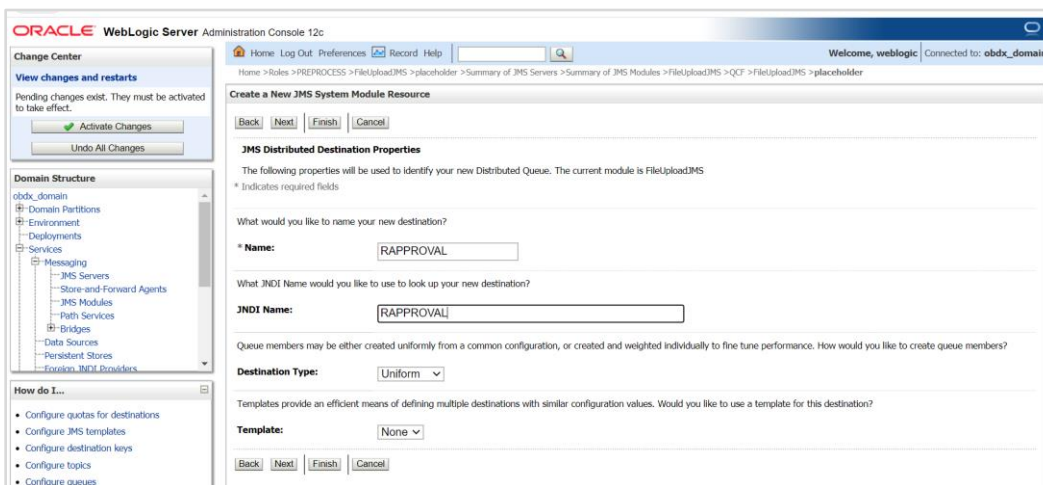 ORACLE WebLogic Server Administration Console 12c
Change Center
View changes and restarts
Pending changes exist. They must be activated
to take effect.
Activate Changes
Undo All Changes
Domain Structure
obdx_domain
Domain Partitions
Environment
Deployments
Services
Messaging
JMS Servers
Store-and-Forward Agents
JMS Modules
Path Services
Bridges
Data Sources
Persistent Stores
Foreign JNDI Providers
How do I...
Configure quotas for destinations
Configure JMS templates
Configure destination keys
Configure topics
Configure queues
Home Log Out Preferences Record Help
Welcome, weblogic Connected to: obdx_domain
Home >Roles >PREPROCESS >FileUploadJMS >placeholder >Summary of JMS Servers >Summary of JMS Modules >FileUploadJMS >QCF >FileUploadJMS >placeholder
Create a New JMS System Module Resource
Back Next Finish Cancel
JMS Distributed Destination Properties
The following properties will be used to identify your new Distributed Queue. The current module is FileUploadJMS
* Indicates required fields
What would you like to name your new destination?
* Name: RAPPROVAL
What JNDI Name would you like to use to look up your new destination?
JNDI Name: RAPPROVAL
Queue members may be either created uniformly from a common configuration, or created and weighted individually to fine tune performance. How would you like to create queue members?
Destination Type: Uniform
Templates provide an efficient means of defining multiple destinations with similar configuration values. Would you like to use a template for this destination?
Template: None
Back Next Finish Cancel